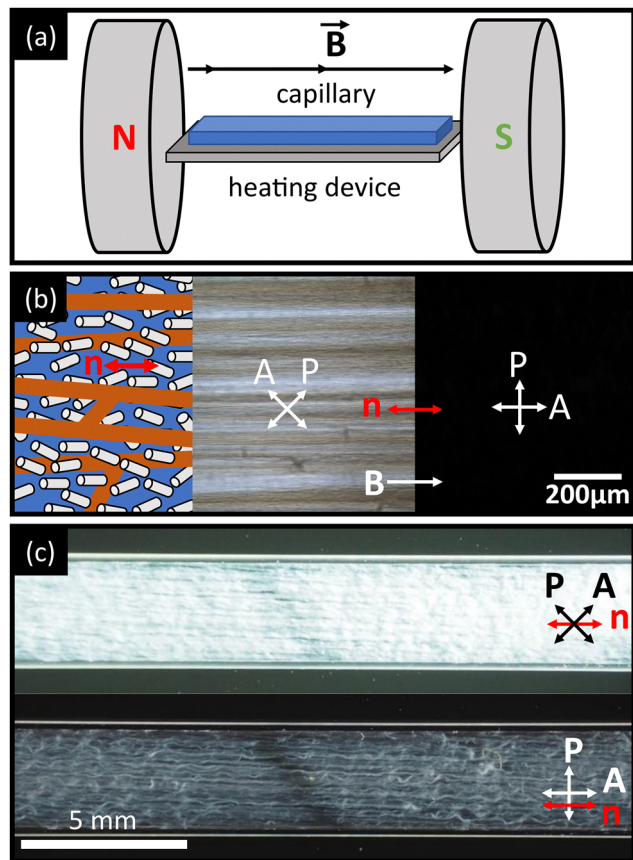 (a)
B
capillary
N
S
heating device
(b)
n
A P
n
B
P
A
200μm
(c)
P A
n
P
A
n
5 mm